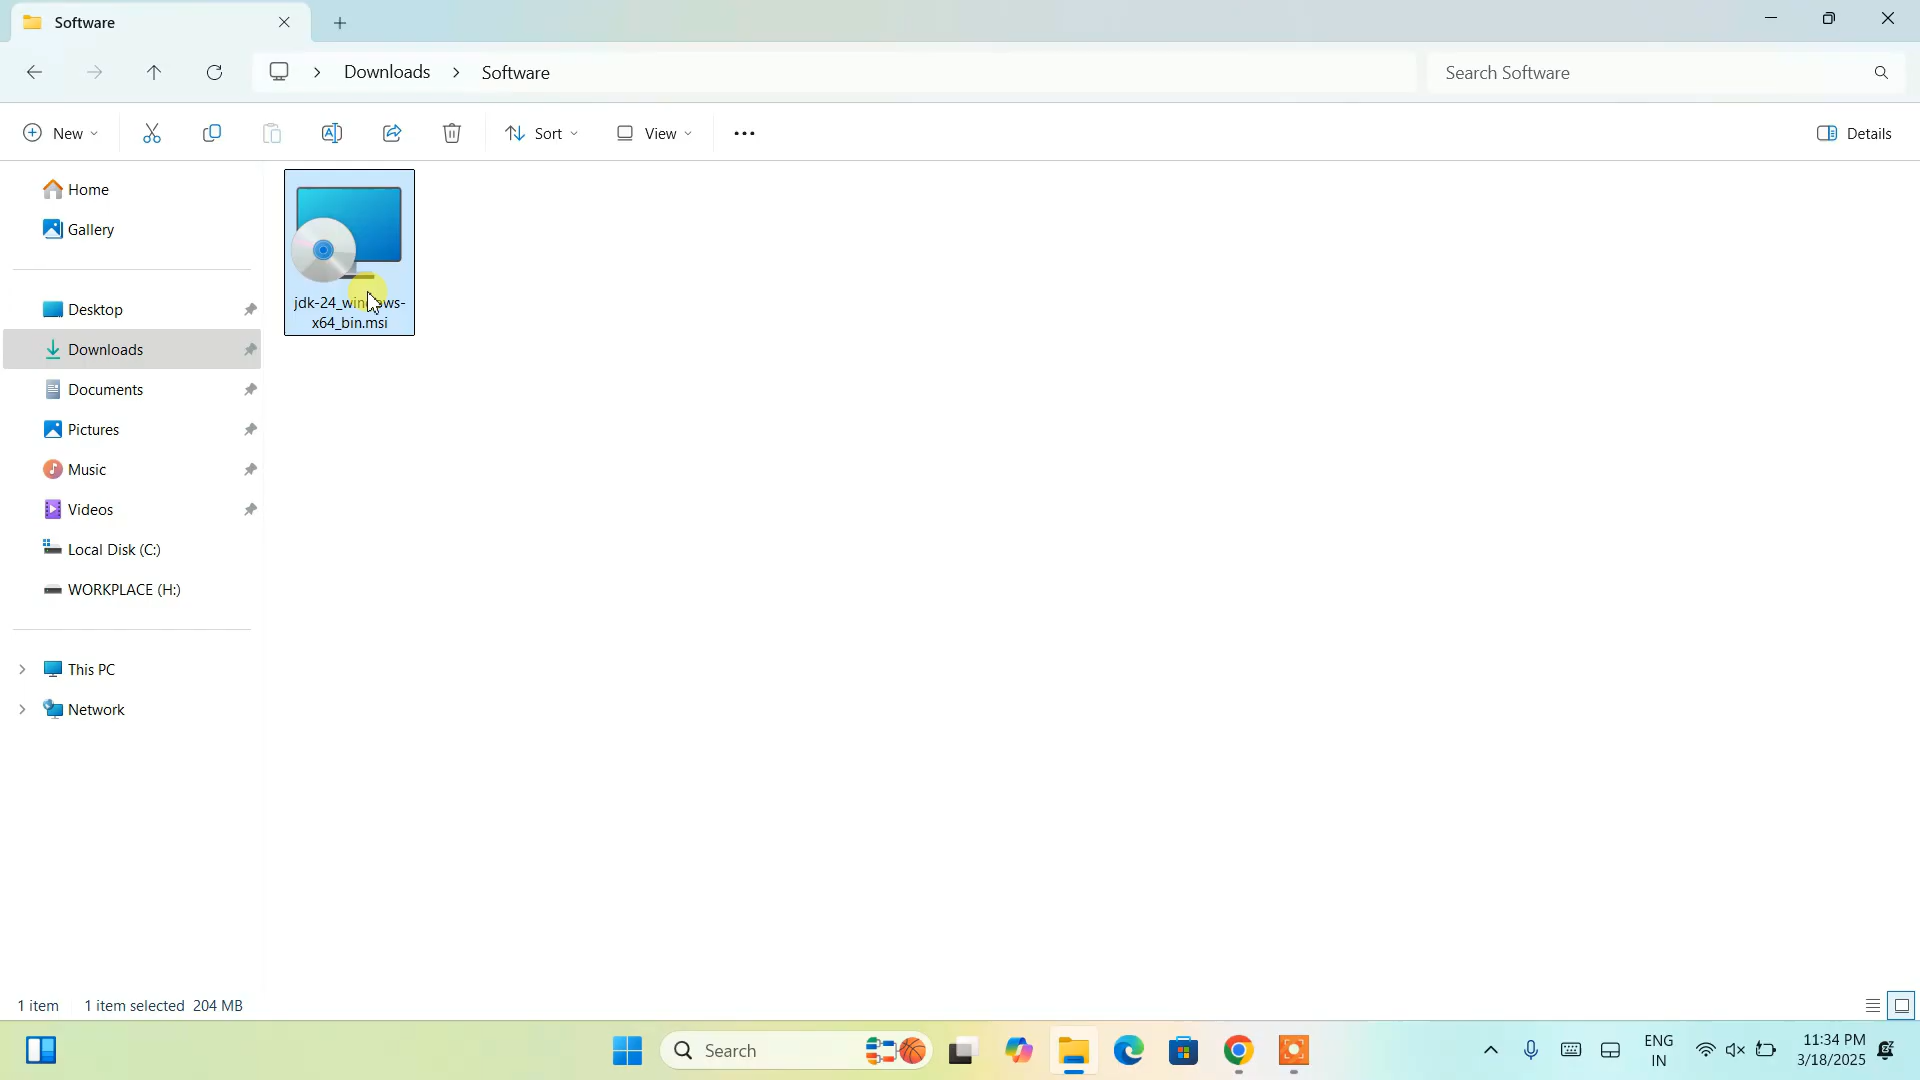 Software
Downloads
Software
Search Software
New
Sort
View
Details
Home
Gallery
Desktop
Downloads
Documents
Pictures
Music
Videos
Local Disk (C:)
WORKPLACE (H:)
This PC
Network
jdk-24_windows-
x64_bin.msi
1 item
1 item selected 204 MB
Search
ENG
IN
11:34 PM
3/18/2025